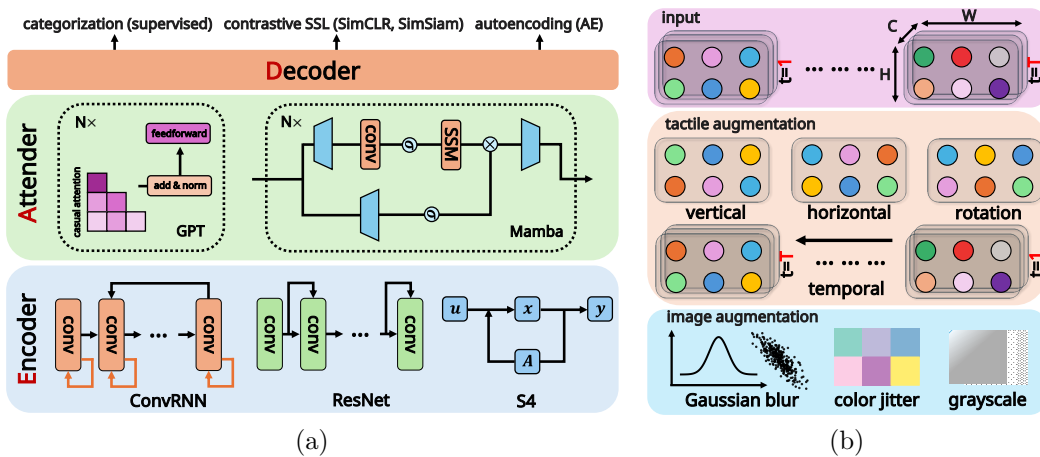 categorization (supervised) contrastive SSL (SimCLR, SimSiam) autoencoding (AE)
Decoder
Attender
N×
feedforward
add & norm
casual attention
GPT
N×
conv
σ
SSM
⊗
σ
Mamba
Encoder
conv
conv
...
conv
ConvRNN
conv
conv
...
conv
ResNet
u
x
y
A
S4
(a)
input
C
W
H
... ...
tactile augmentation
vertical
horizontal
rotation
... ...
temporal
image augmentation
Gaussian blur
color jitter
grayscale
(b)